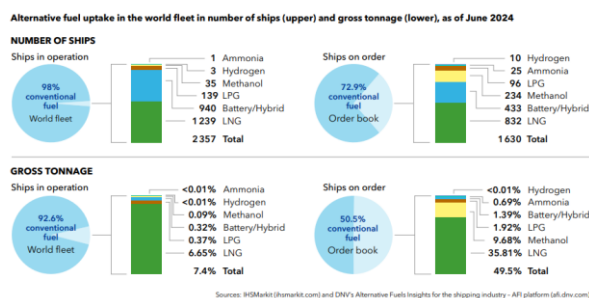 Alternative fuel uptake in the world fleet in number of ships (upper) and gross tonnage (lower), as of June 2024
NUMBER OF SHIPS
Ships in operation
98%
conventional
fuel
World fleet
1 Ammonia
3 Hydrogen
35 Methanol
139 LPG
940 Battery/Hybrid
1 239 LNG
2 357 Total
Ships on order
72.9%
conventional
fuel
Order book
10 Hydrogen
25 Ammonia
96 LPG
234 Methanol
433 Battery/Hybrid
832 LNG
1 630 Total
GROSS TONNAGE
Ships in operation
92.6%
conventional
fuel
World fleet
<0.01% Ammonia
<0.01% Hydrogen
0.09% Methanol
0.32% Battery/Hybrid
0.37% LPG
6.65% LNG
7.4% Total
Ships on order
50.5%
conventional
fuel
Order book
<0.01% Hydrogen
0.69% Ammonia
1.39% Battery/Hybrid
1.92% LPG
9.68% Methanol
35.81% LNG
49.5% Total
Sources: IHSMarkit (ihsmarkit.com) and DNV's Alternative Fuels Insights for the shipping industry - AFI platform (afi.dnv.com)